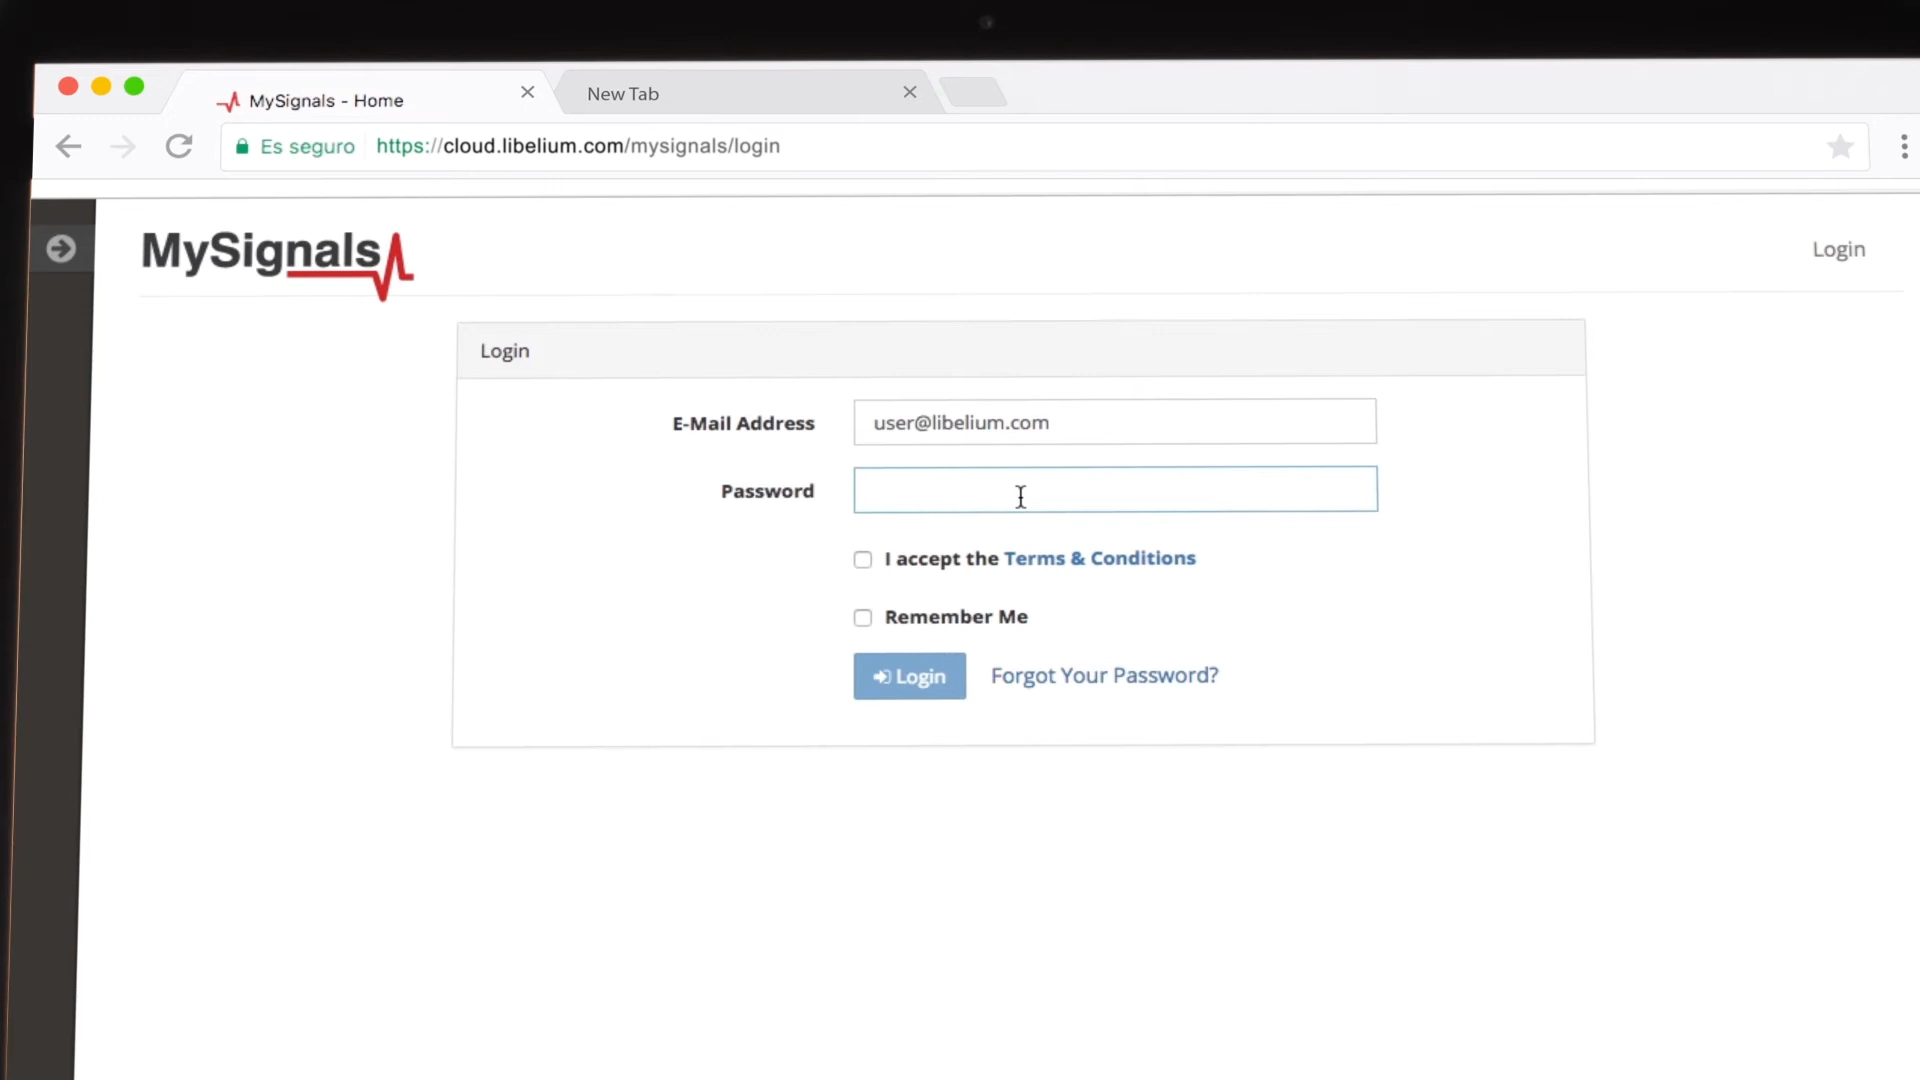 MySignals - Home
New Tab
Es seguro https://cloud.libelium.com/mysignals/login
MySignals
Login
Login
E-Mail Address user@libelium.com
Password
I accept the Terms & Conditions
Remember Me
Login Forgot Your Password?